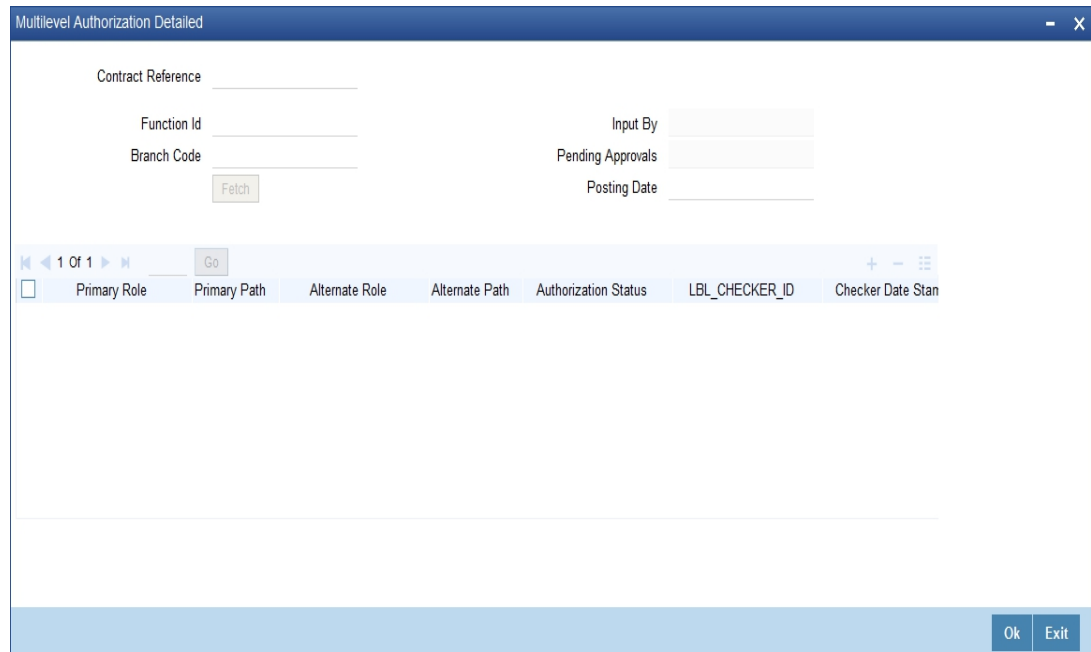 Multilevel Authorization Detailed
Contract Reference
Function Id
Input By
Branch Code
Pending Approvals
Fetch
Posting Date
1 Of 1
Go
Primary Role Primary Path Alternate Role Alternate Path Authorization Status LBL_CHECKER_ID Checker Date Stam
Ok Exit